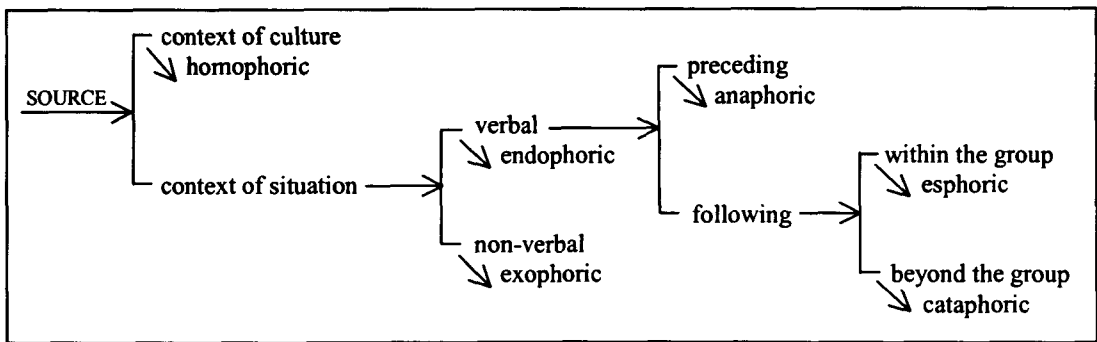 context of culture
homophoric
SOURCE
context of situation
verbal
endophoric
non-verbal
exophoric
preceding
anaphoric
following
within the group
esphoric
beyond the group
cataphoric